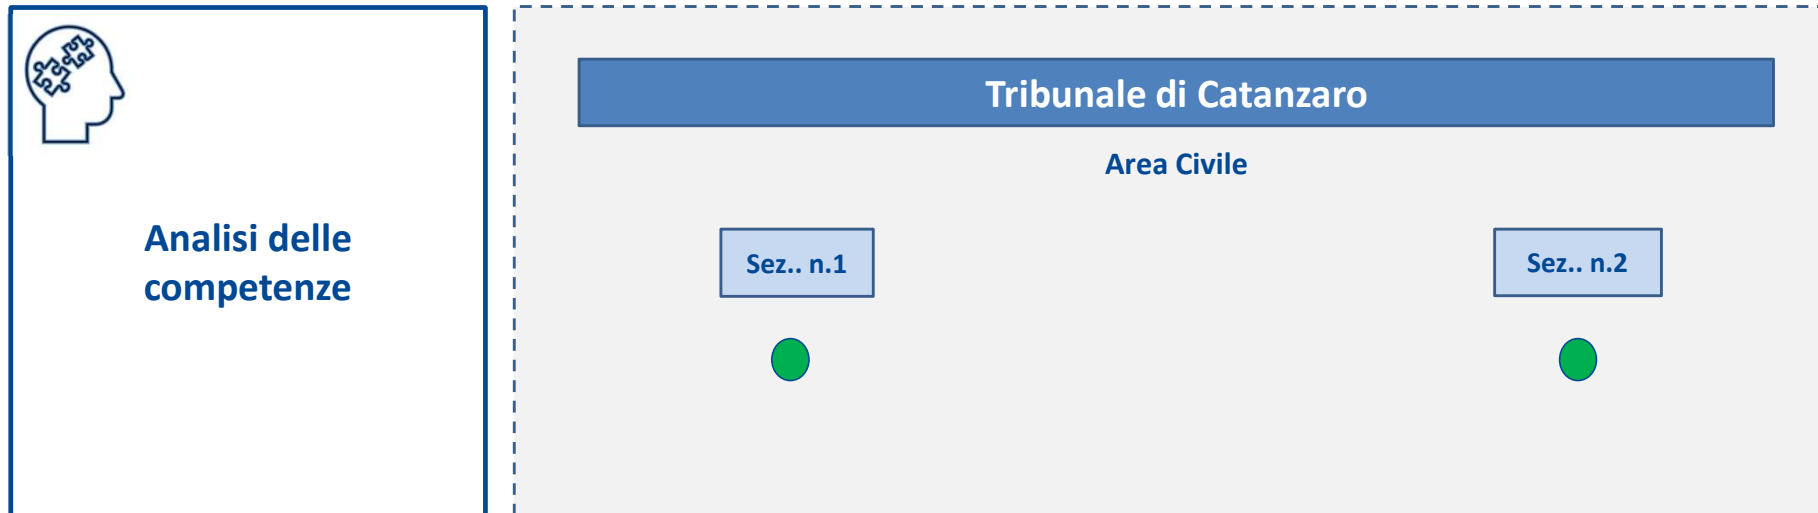 Analisi delle
competenze
Tribunale di Catanzaro
Area Civile
Sez.. n.1
Sez.. n.2